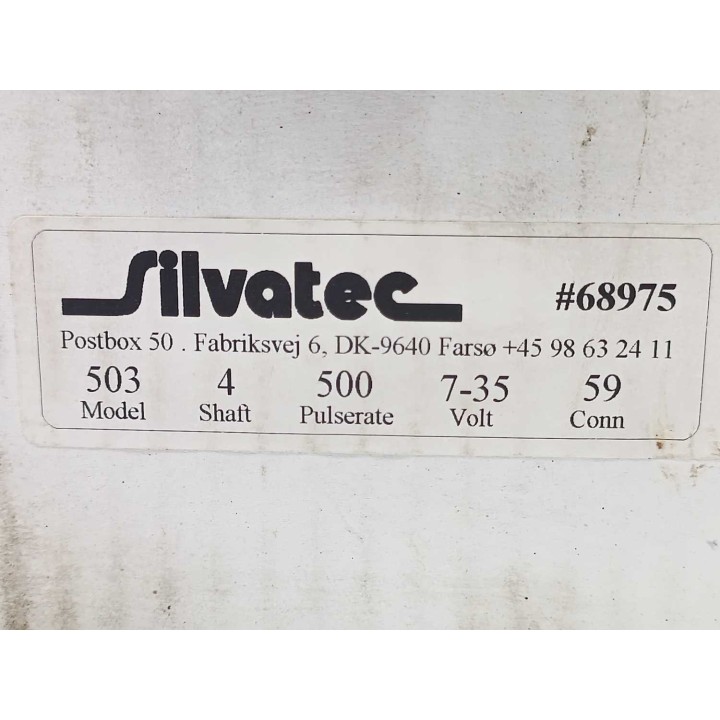 Silvatec #68975
Postbox 50 . Fabriksvej 6, DK-9640 Farsø +45 98 63 24 11
503 4 500 7-35 59
Model Shaft Pulserate Volt Conn